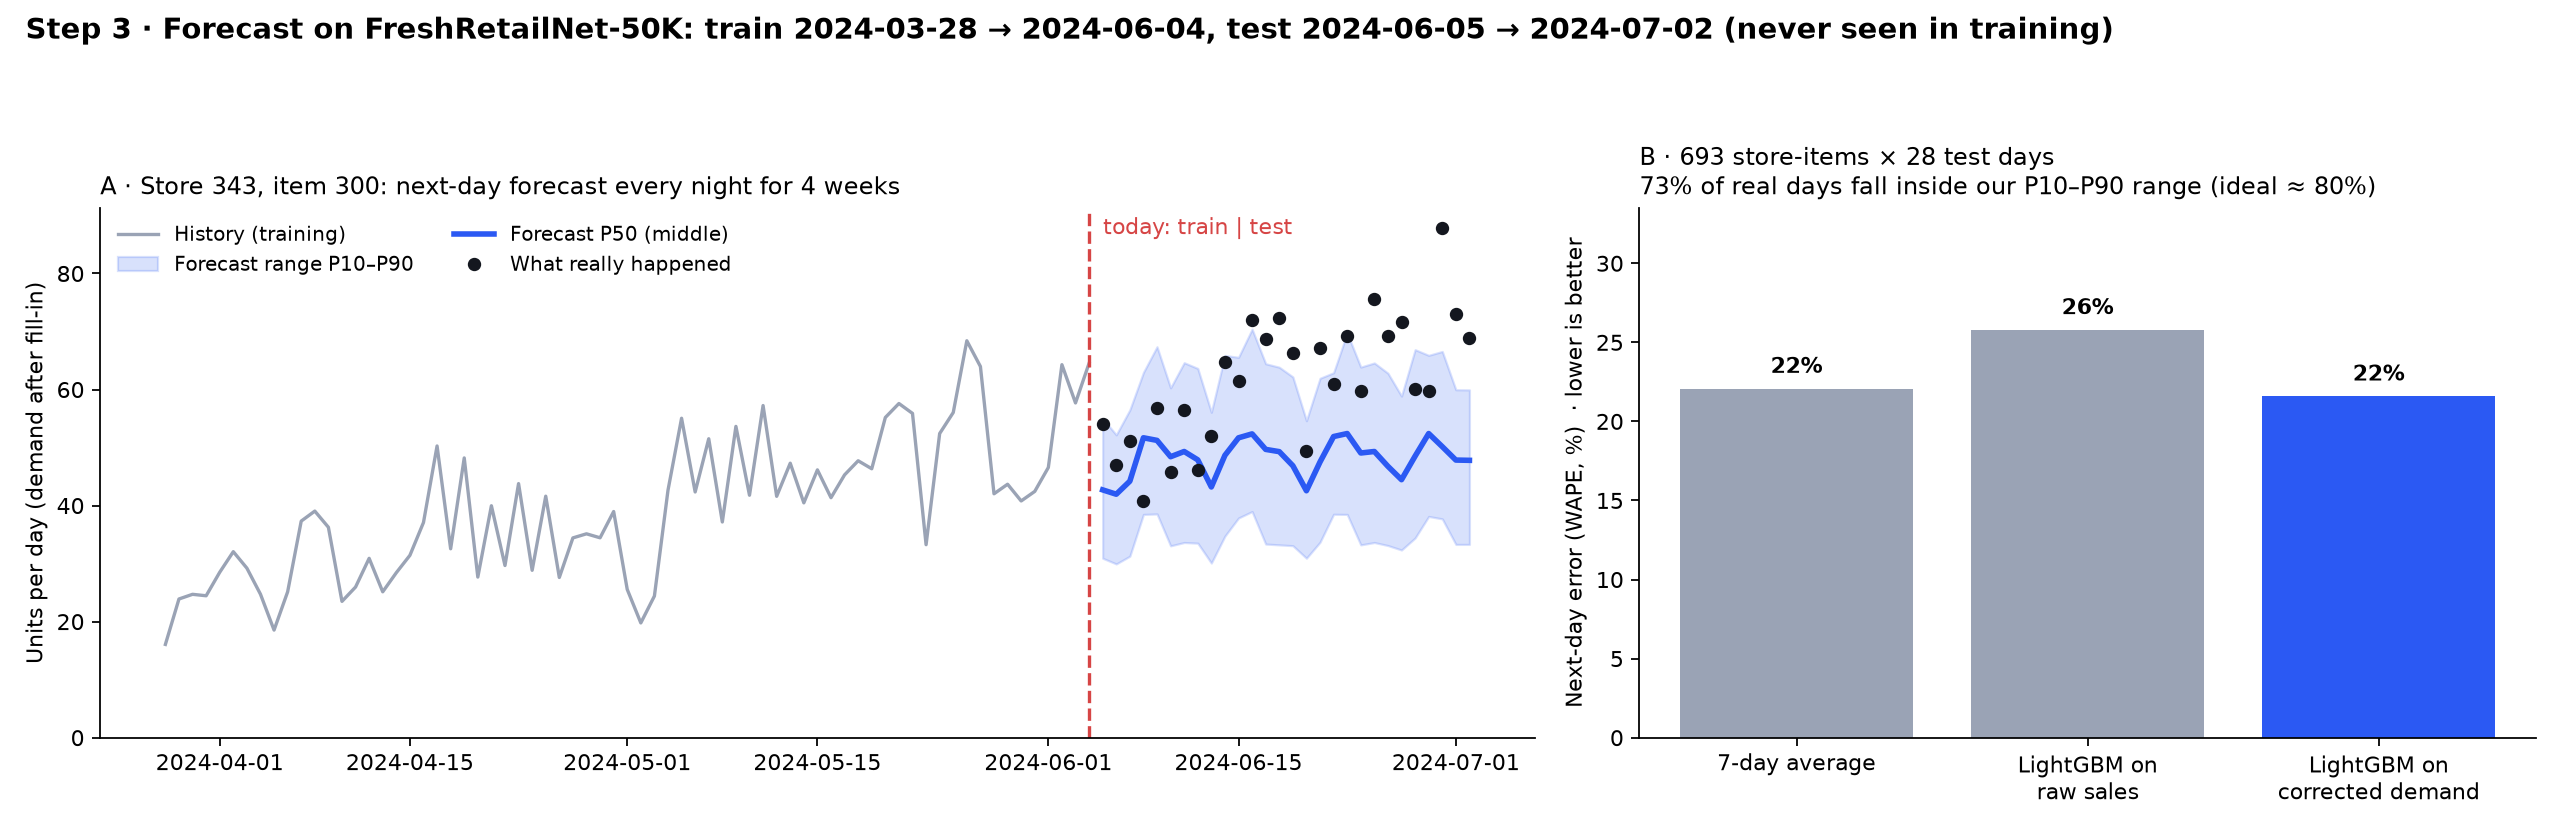 Step 3 · Forecast on FreshRetailNet-50K: train 2024-03-28 → 2024-06-04, test 2024-06-05 → 2024-07-02 (never seen in training)
A · Store 343, item 300: next-day forecast every night for 4 weeks
History (training)
Forecast range P10–P90
Forecast P50 (middle)
What really happened
today: train | test
Units per day (demand after fill-in)
80
60
40
20
0
2024-04-01
2024-04-15
2024-05-01
2024-05-15
2024-06-01
2024-06-15
2024-07-01
B · 693 store-items × 28 test days
73% of real days fall inside our P10–P90 range (ideal ≈ 80%)
Next-day error (WAPE, %) · lower is better
30
25
20
15
10
5
0
22%
26%
22%
7-day average
LightGBM on
raw sales
LightGBM on
corrected demand